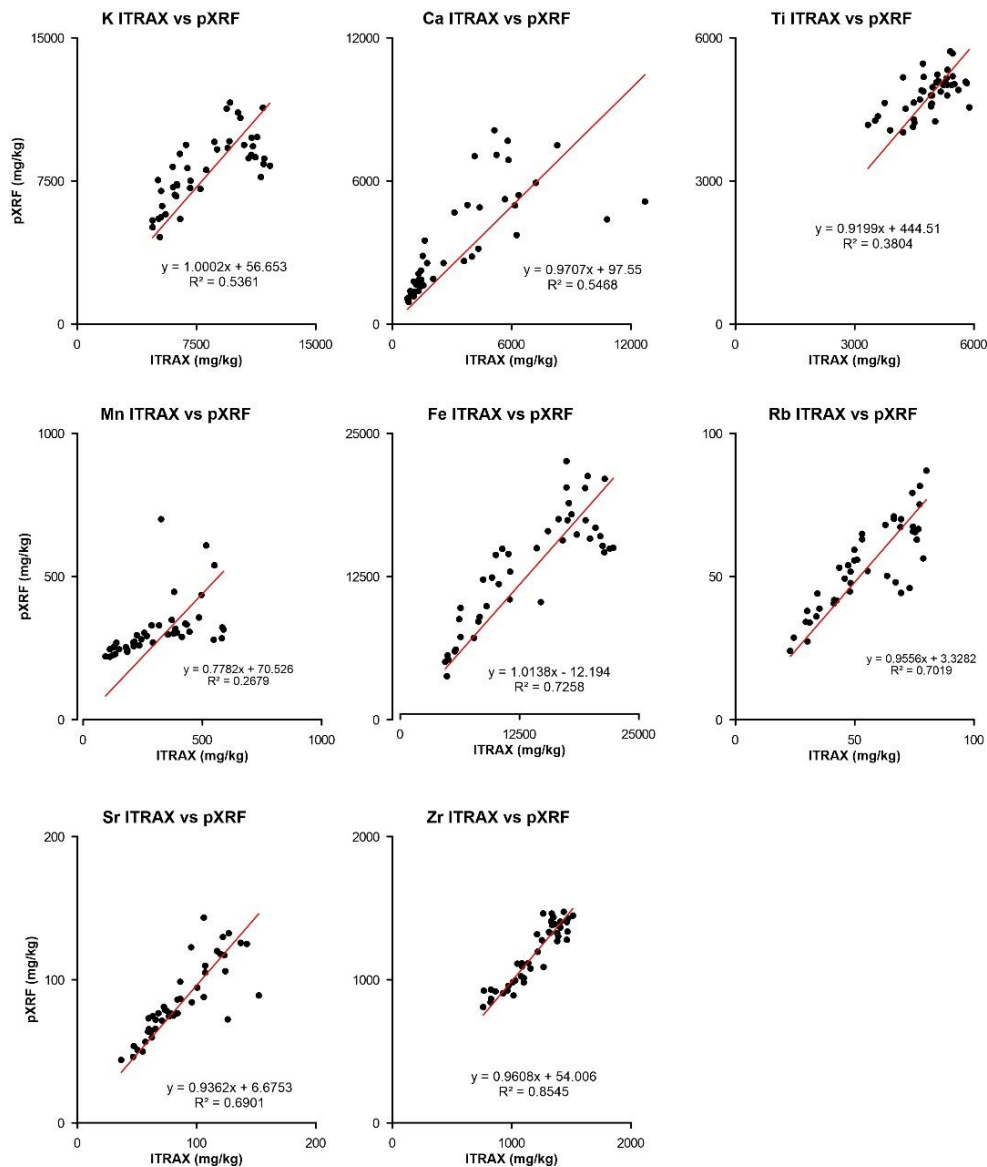 K ITRAX vs pXRF
15000
7500
0
pXRF (mg/kg)
y = 1.0002x + 56.653
R² = 0.5361
0 7500 15000
ITRAX (mg/kg)
Ca ITRAX vs pXRF
12000
6000
0
y = 0.9707x + 97.55
R² = 0.5468
0 6000 12000
ITRAX (mg/kg)
Ti ITRAX vs pXRF
6000
3000
0
y = 0.9199x + 444.51
R² = 0.3804
0 3000 6000
ITRAX (mg/kg)
Mn ITRAX vs pXRF
1000
500
0
pXRF (mg/kg)
y = 0.7782x + 70.526
R² = 0.2679
0 500 1000
ITRAX (mg/kg)
Fe ITRAX vs pXRF
25000
12500
0
y = 1.0138x - 12.194
R² = 0.7258
0 12500 25000
ITRAX (mg/kg)
Rb ITRAX vs pXRF
100
50
0
y = 0.9556x + 3.3282
R² = 0.7019
0 50 100
ITRAX (mg/kg)
Sr ITRAX vs pXRF
200
100
0
pXRF (mg/kg)
y = 0.9362x + 6.6753
R² = 0.6901
0 100 200
ITRAX (mg/kg)
Zr ITRAX vs pXRF
2000
1000
0
y = 0.9608x + 54.006
R² = 0.8545
0 1000 2000
ITRAX (mg/kg)